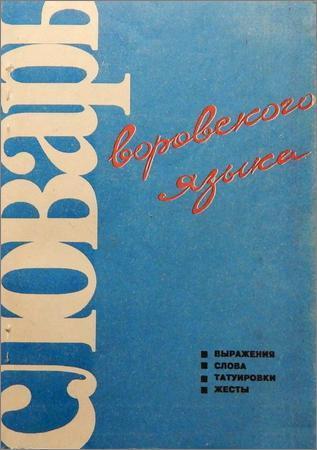 словарь
воровского
языка
ВЫРАЖЕНИЯ
СЛОВА
ТАТУИРОВКИ
ЖЕСТЫ